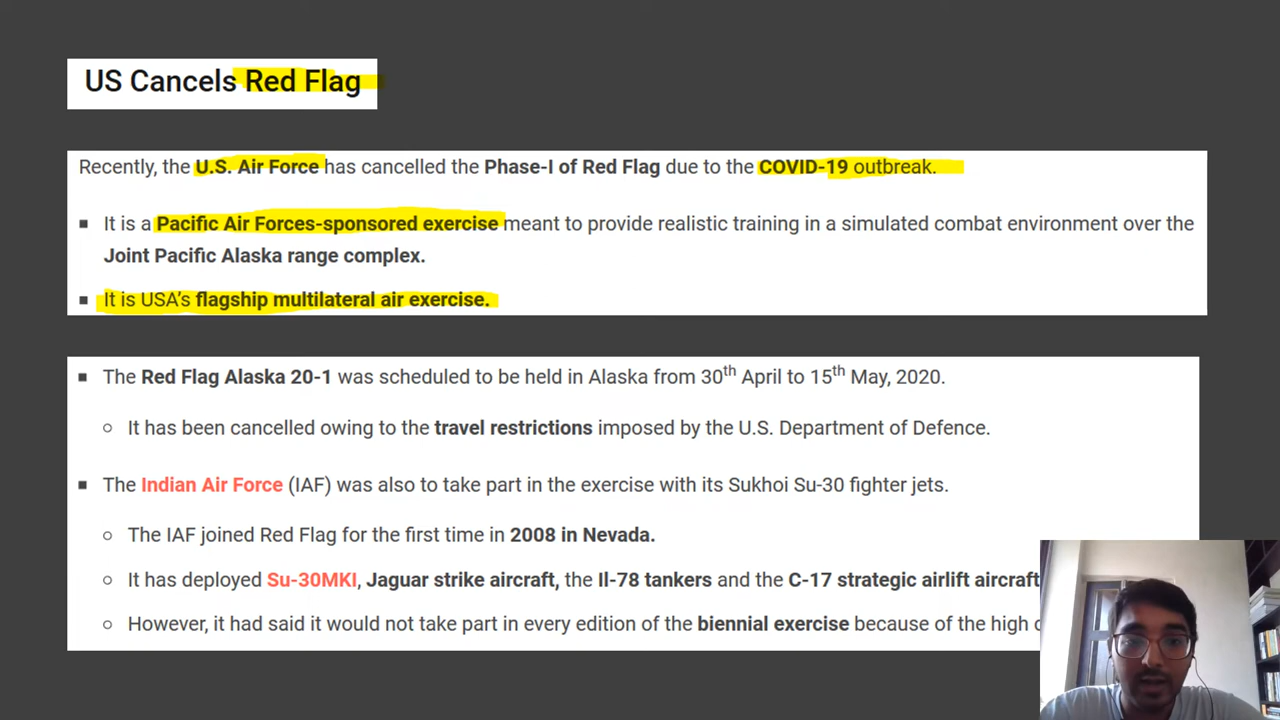 US Cancels Red Flag
Recently, the U.S. Air Force has cancelled the Phase-I of Red Flag due to the COVID-19 outbreak.
■ It is a Pacific Air Forces-sponsored exercise meant to provide realistic training in a simulated combat environment over the
Joint Pacific Alaska range complex.
■ It is USA's flagship multilateral air exercise.
■ The Red Flag Alaska 20-1 was scheduled to be held in Alaska from 30th April to 15th May, 2020.
○ It has been cancelled owing to the travel restrictions imposed by the U.S. Department of Defence.
■ The Indian Air Force (IAF) was also to take part in the exercise with its Sukhoi Su-30 fighter jets.
○ The IAF joined Red Flag for the first time in 2008 in Nevada.
○ It has deployed Su-30MKI, Jaguar strike aircraft, the Il-78 tankers and the C-17 strategic airlift aircraft
○ However, it had said it would not take part in every edition of the biennial exercise because of the high